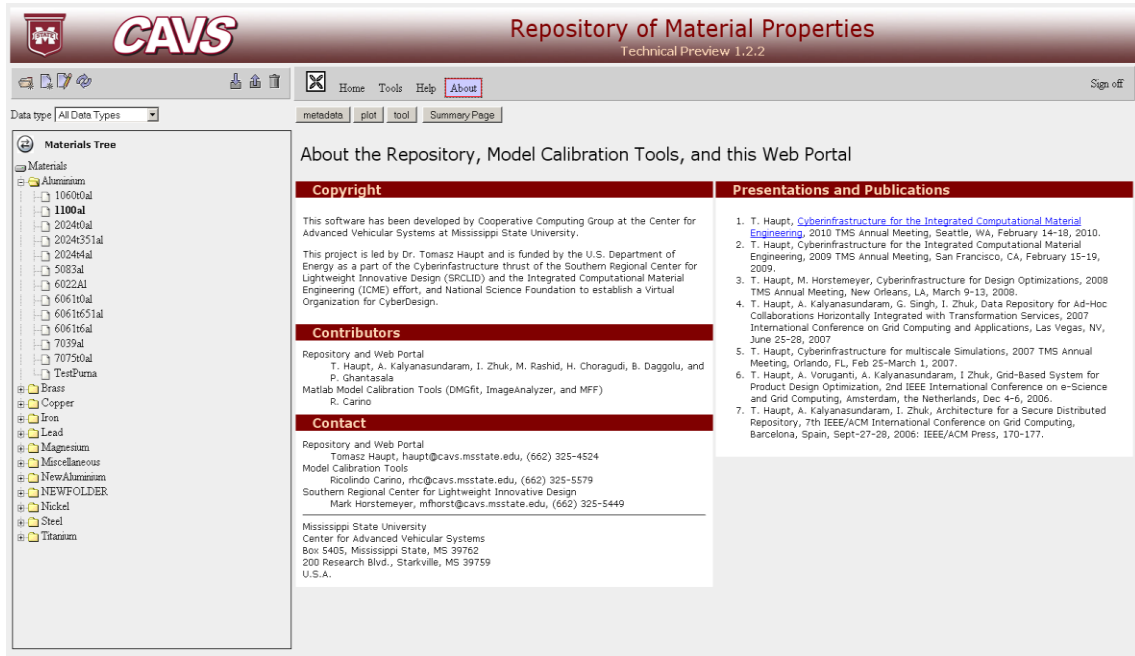 STATE
CAVS
Repository of Material Properties
Technical Preview 1.2.2
Home Tools Help About
Sign off
Data type All Data Types
metadata plot tool Summary Page
Materials Tree
Materials
Aluminium
1060t0al
1100al
2024t0al
2024t351al
2024t4al
5083al
6022Al
6061t0al
6061t651al
6061t6al
7039al
7075t0al
TestPurna
Brass
Copper
Iron
Lead
Magnesium
Miscellaneous
NewAluminium
NEWFOLDER
Nickel
Steel
Titanium
About the Repository, Model Calibration Tools, and this Web Portal
Copyright
This software has been developed by Cooperative Computing Group at the Center for
Advanced Vehicular Systems at Mississippi State University.
This project is led by Dr. Tomasz Haupt and is funded by the U.S. Department of
Energy as a part of the Cyberinfastructure thrust of the Southern Regional Center for
Lightweight Innovative Design (SRCLID) and the Integrated Computational Material
Engineering (ICME) effort, and National Science Foundation to establish a Virtual
Organization for CyberDesign.
Contributors
Repository and Web Portal
T. Haupt, A. Kalyanasundaram, I. Zhuk, M. Rashid, H. Choragudi, B. Daggolu, and
P. Ghantasala
Matlab Model Calibration Tools (DMGfit, ImageAnalyzer, and MFF)
R. Carino
Contact
Repository and Web Portal
Tomasz Haupt, haupt@cavs.msstate.edu, (662) 325-4524
Model Calibration Tools
Ricolindo Carino, rhc@cavs.msstate.edu, (662) 325-5579
Southern Regional Center for Lightweight Innovative Design
Mark Horstemeyer, mfhorst@cavs.msstate.edu, (662) 325-5449
Mississippi State University
Center for Advanced Vehicular Systems
Box 5405, Mississippi State, MS 39762
200 Research Blvd., Starkville, MS 39759
U.S.A.
Presentations and Publications
1. T. Haupt, Cyberinfrastructure for the Integrated Computational Material
Engineering, 2010 TMS Annual Meeting, Seattle, WA, February 14-18, 2010.
2. T. Haupt, Cyberinfrastructure for the Integrated Computational Material
Engineering, 2009 TMS Annual Meeting, San Francisco, CA, February 15-19,
2009.
3. T. Haupt, M. Horstemeyer, Cyberinfrastructure for Design Optimizations, 2008
TMS Annual Meeting, New Orleans, LA, March 9-13, 2008.
4. T. Haupt, A. Kalyanasundaram, G. Singh, I. Zhuk, Data Repository for Ad-Hoc
Collaborations Horizontally Integrated with Transformation Services, 2007
International Conference on Grid Computing and Applications, Las Vegas, NV,
June 25-28, 2007
5. T. Haupt, Cyberinfrastructure for multiscale Simulations, 2007 TMS Annual
Meeting, Orlando, FL, Feb 25-March 1, 2007.
6. T. Haupt, A. Voruganti, A. Kalyanasundaram, I Zhuk, Grid-Based System for
Product Design Optimization, 2nd IEEE International Conference on e-Science
and Grid Computing, Amsterdam, the Netherlands, Dec 4-6, 2006.
7. T. Haupt, A. Kalyanasundaram, I. Zhuk, Architecture for a Secure Distributed
Repository, 7th IEEE/ACM International Conference on Grid Computing,
Barcelona, Spain, Sept-27-28, 2006: IEEE/ACM Press, 170-177.